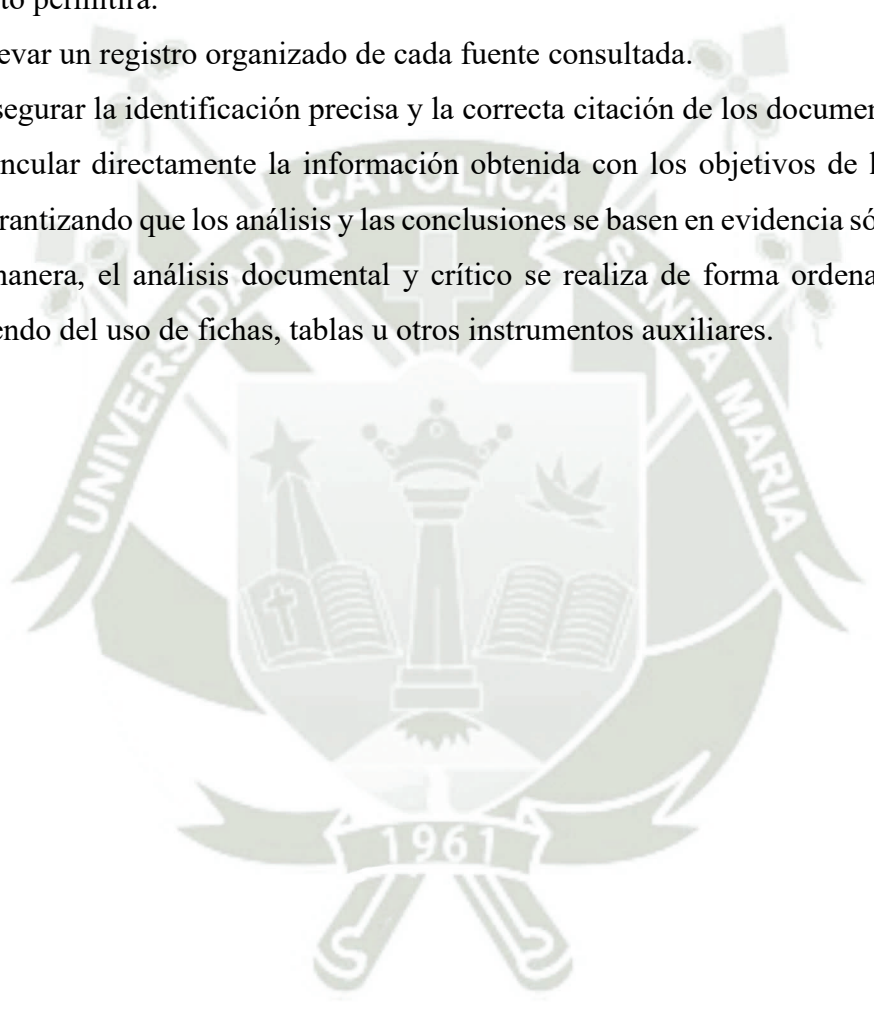 to permitirá:
evar un registro organizado de cada fuente consultada.
segurar la identificación precisa y la correcta citación de los documen
ncular directamente la información obtenida con los objetivos de l
rantizando que los análisis y las conclusiones se basen en evidencia só
nanera, el análisis documental y crítico se realiza de forma ordena
endo del uso de fichas, tablas u otros instrumentos auxiliares.
UNIVERSIDAD CATOLICA SANTA MARIA
1961